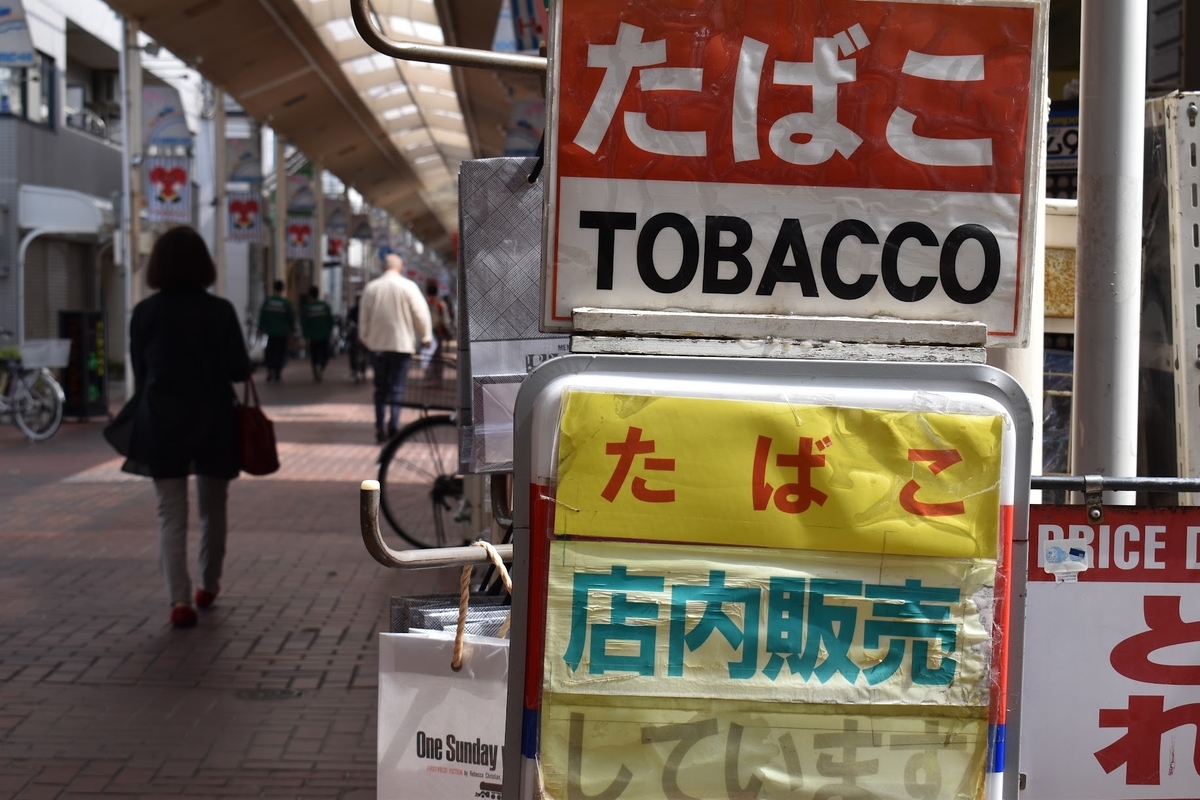 たばこ
TOBACCO
たばこ
店内販売
しています
One Sunday
PRICE D
と
れ